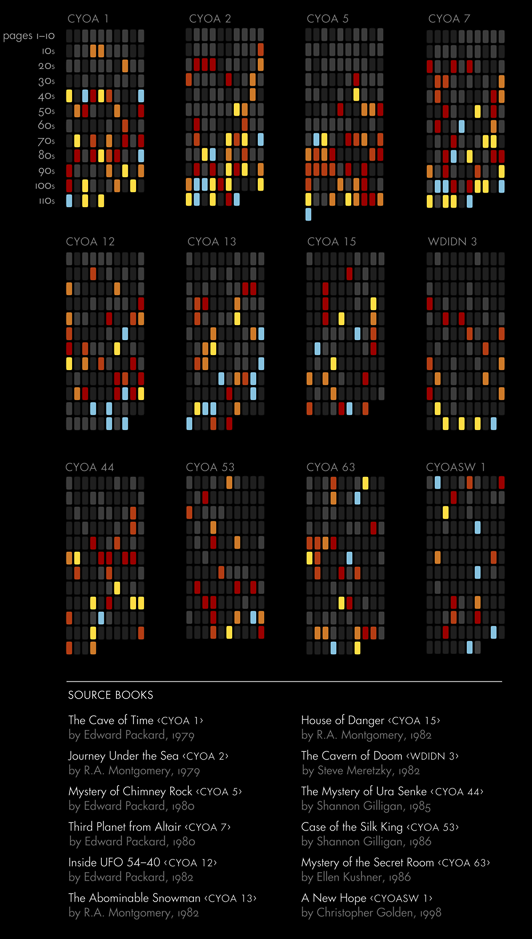 CYOA 1
CYOA 2
CYOA 5
CYOA 7
pages 1–10
10s
20s
30s
40s
50s
60s
70s
80s
90s
100s
110s
CYOA 12
CYOA 13
CYOA 15
WDIDN 3
CYOA 44
CYOA 53
CYOA 63
CYOASW 1
SOURCE BOOKS
The Cave of Time ‹CYOA 1›
by Edward Packard, 1979
Journey Under the Sea ‹CYOA 2›
by R.A. Montgomery, 1979
Mystery of Chimney Rock ‹CYOA 5›
by Edward Packard, 1980
Third Planet from Altair ‹CYOA 7›
by Edward Packard, 1980
Inside UFO 54–40 ‹CYOA 12›
by Edward Packard, 1982
The Abominable Snowman ‹CYOA 13›
by R.A. Montgomery, 1982
House of Danger ‹CYOA 15›
by R.A. Montgomery, 1982
The Cavern of Doom ‹WDIDN 3›
by Steve Meretzky, 1982
The Mystery of Ura Senke ‹CYOA 44›
by Shannon Gilligan, 1985
Case of the Silk King ‹CYOA 53›
by Shannon Gilligan, 1986
Mystery of the Secret Room ‹CYOA 63›
by Ellen Kushner, 1986
A New Hope ‹CYOASW 1›
by Christopher Golden, 1998